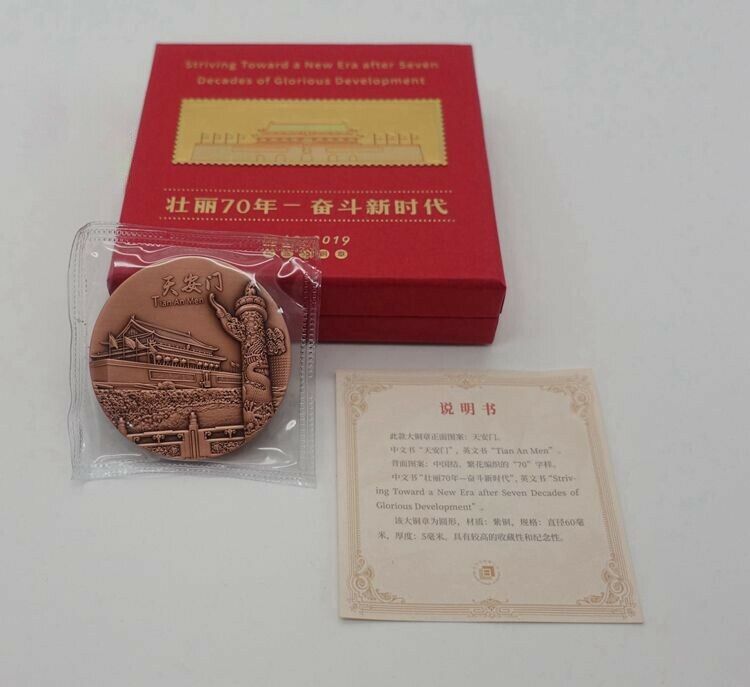 Striving Toward a New Era after Seven
Decades of Glorious Development
壮丽70年－奋斗新时代
2019
天安门
Tian An Men
说明书
此款大铜章正面图案：天安门。
中文书“天安门”，英文书“Tian An Men”。
背面图案：中国结、繁花编织的“70”字样。
中文书“壮丽70年－奋斗新时代”，英文书“Striv-
ing Toward a New Era after Seven Decades of
Glorious Development”。
该大铜章为圆形，材质：紫铜，规格：直径60毫
米，厚度：5毫米。具有较高的收藏性和纪念性。